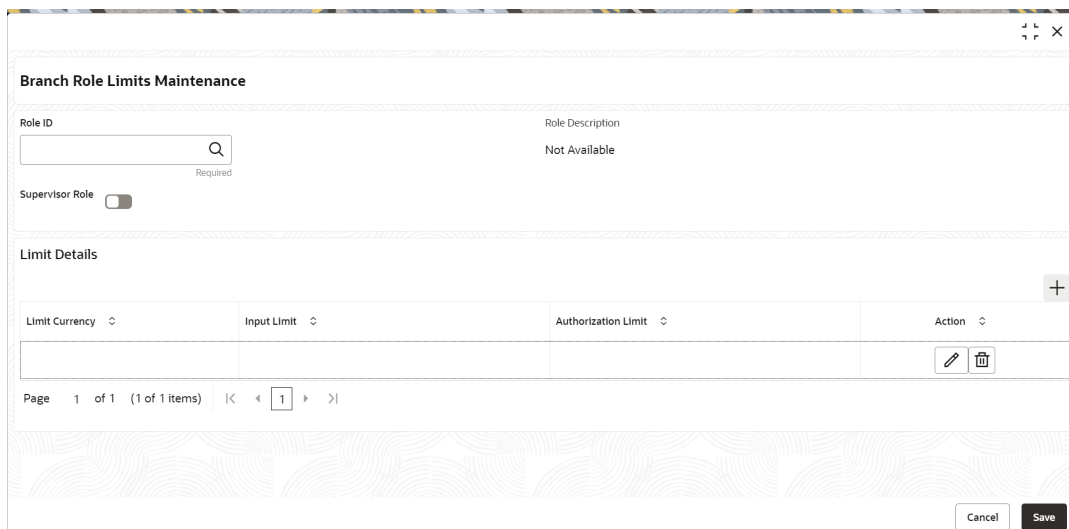 Branch Role Limits Maintenance
Role ID
Role Description
Not Available
Required
Supervisor Role
Limit Details
Limit Currency Input Limit Authorization Limit Action
Page 1 of 1 (1 of 1 items) 1
Cancel Save